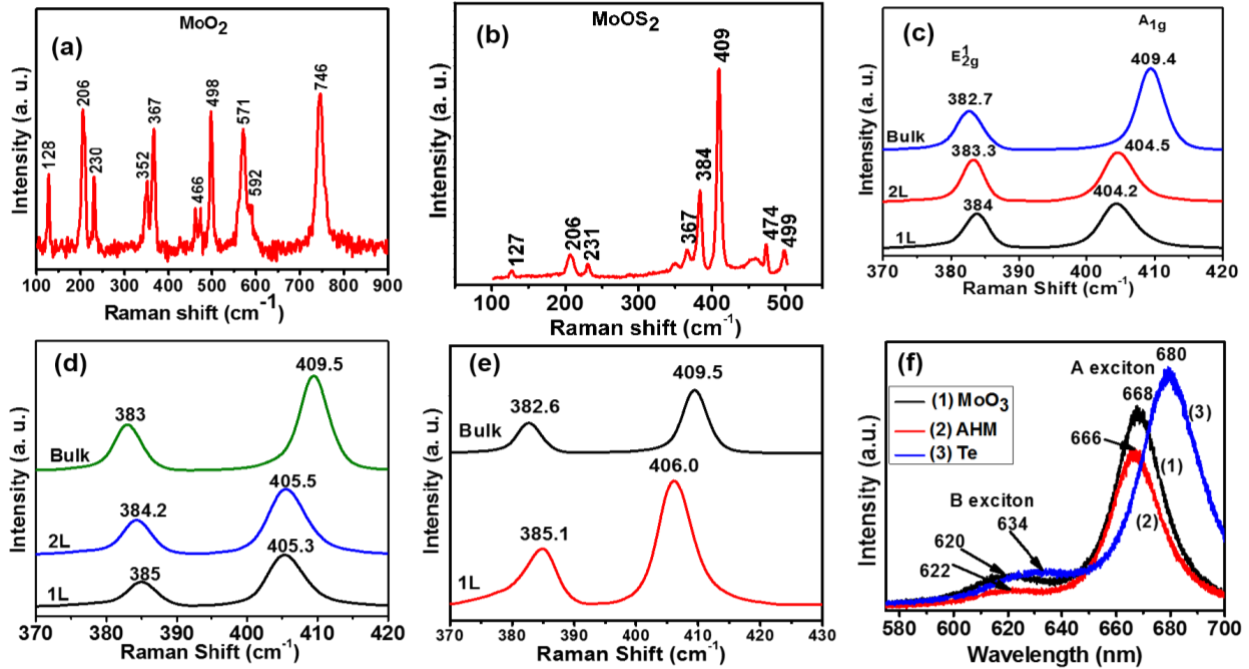 (a)
MoO₂
128
206
230
352
367
466
498
571
592
746
Intensity (a. u.)
100 200 300 400 500 600 700 800 900
Raman shift (cm⁻¹)
(b)
MoOS₂
127
206
231
367
384
409
474
499
Intensity (a. u.)
100 200 300 400 500
Raman shift (cm⁻¹)
(c)
E¹₂g
A₁g
382.7
409.4
Bulk
383.3
404.5
2L
384
404.2
1L
Intensity (a. u.)
370 380 390 400 410 420
Raman Shift (cm⁻¹)
(d)
383
409.5
Bulk
384.2
405.5
2L
385
405.3
1L
Intensity (a. u.)
370 385 395 405 420
Raman shift (cm⁻¹)
(e)
382.6
409.5
Bulk
385.1
406.0
1L
Intensity (a. u.)
370 380 390 400 410 420 430
Raman shift (cm⁻¹)
(f)
(1) MoO₃
(2) AHM
(3) Te
A exciton
680
668
666
(3)
(1)
(2)
B exciton
634
620
622
Intensity (a.u.)
580 600 620 640 660 680 700
Wavelength (nm)